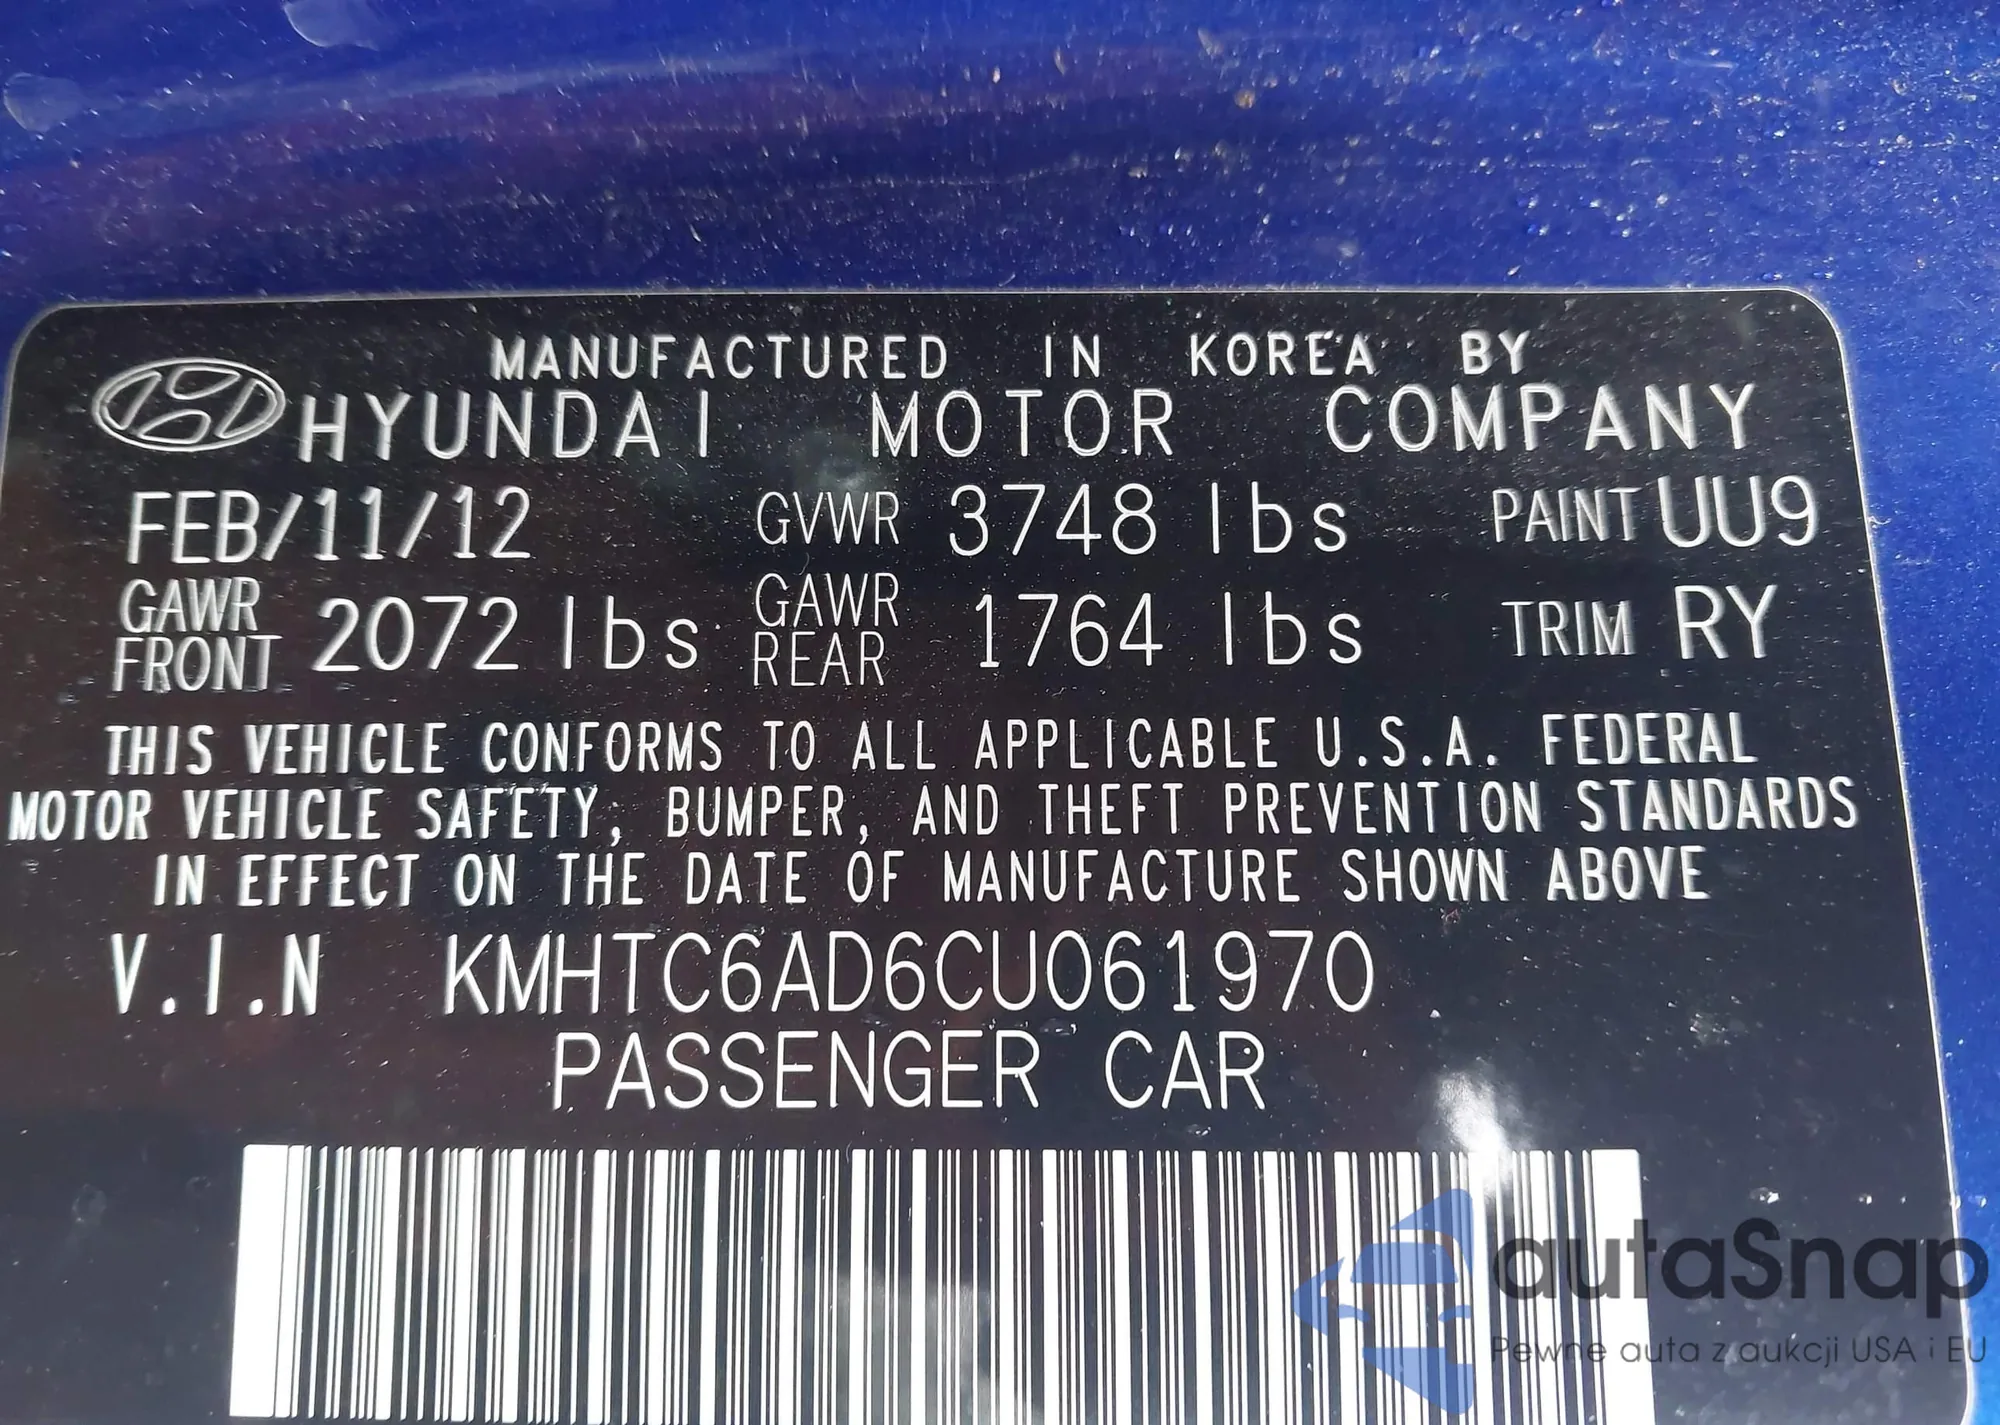 MANUFACTURED IN KOREA BY
HYUNDAI MOTOR COMPANY
FEB/11/12 GVWR 3748 lbs PAINT UU9
GAWR FRONT 2072 lbs GAWR REAR 1764 lbs TRIM RY
THIS VEHICLE CONFORMS TO ALL APPLICABLE U.S.A. FEDERAL
MOTOR VEHICLE SAFETY, BUMPER, AND THEFT PREVENTION STANDARDS
IN EFFECT ON THE DATE OF MANUFACTURE SHOWN ABOVE
V.I.N KMHTC6AD6CU061970
PASSENGER CAR
autaSnap
Pewne auta z aukcji USA i EU